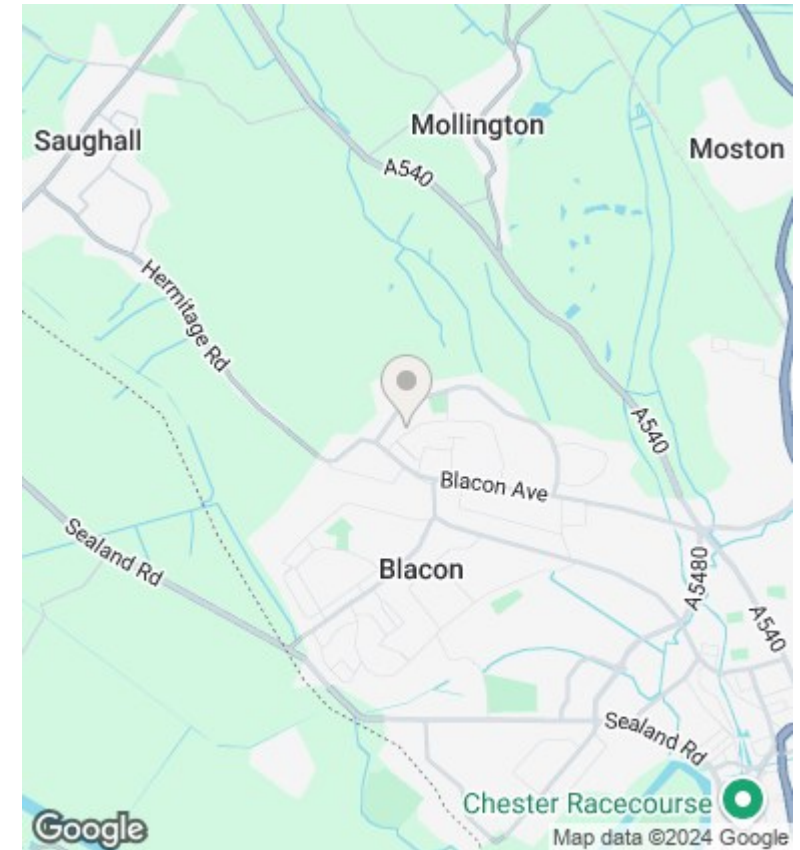 Saughall
Mollington
Moston
A540
Hermitage Rd
A540
Blacon Ave
Sealand Rd
Blacon
A5480
A540
Sealand Rd
Chester Racecourse
Google
Map data ©2024 Google